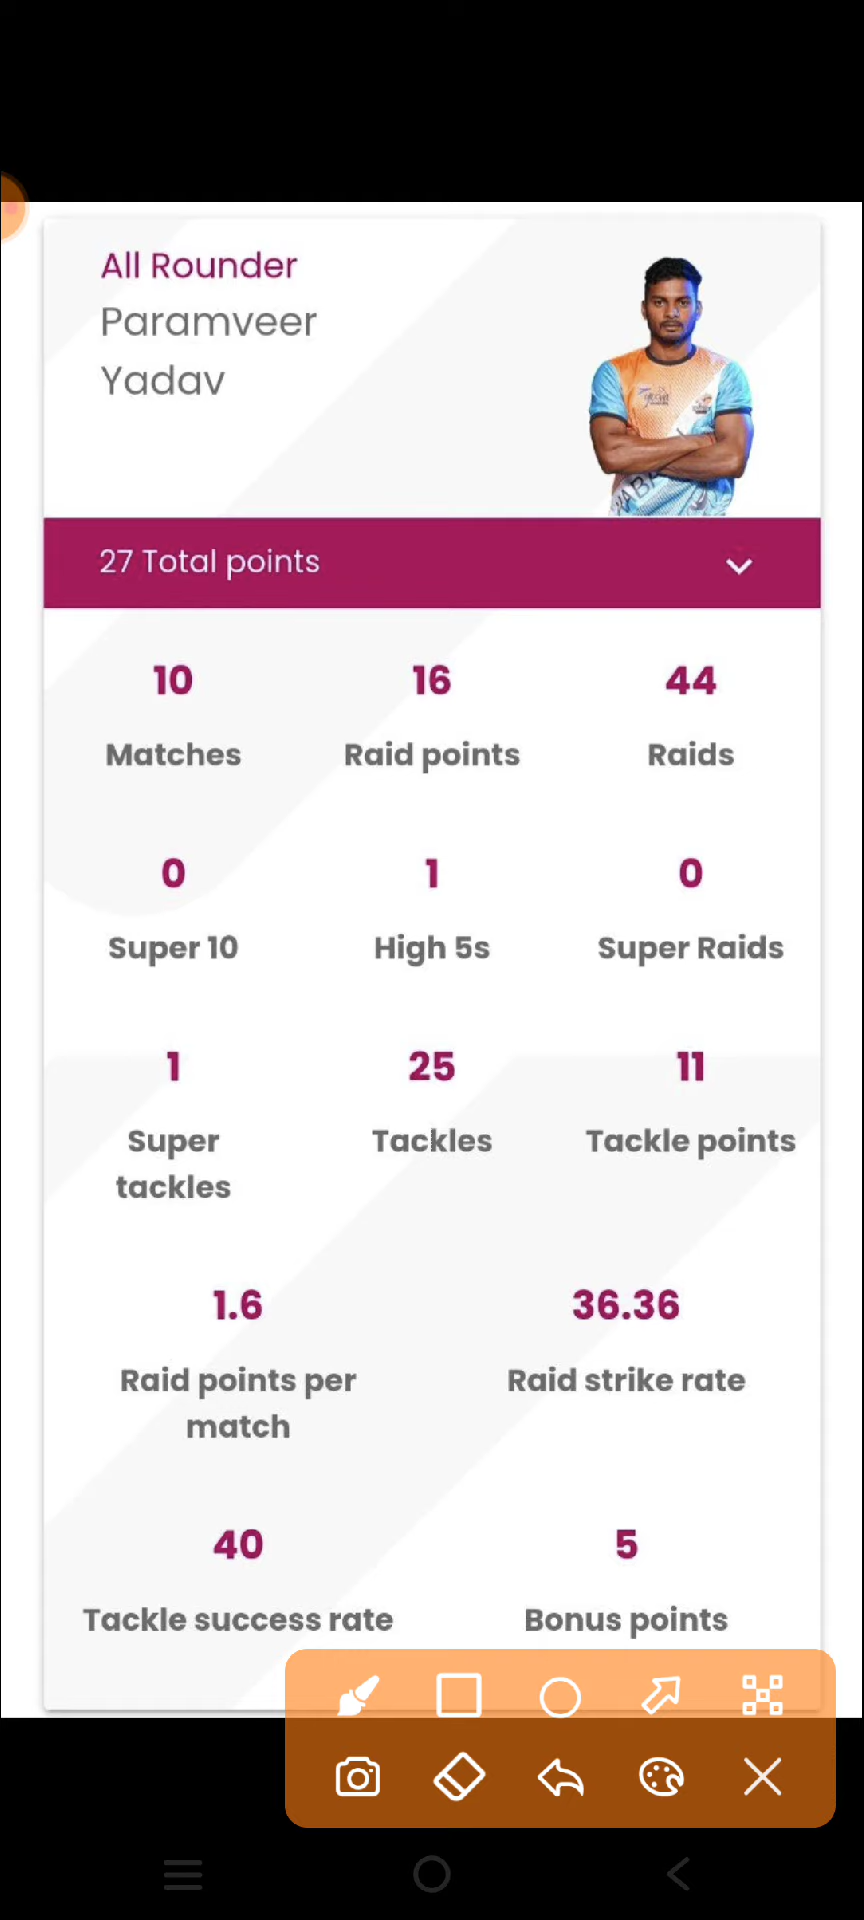 All Rounder
Paramveer
Yadav
27 Total points
10
16
44
Matches
Raid points
Raids
0
1
0
Super 10
High 5s
Super Raids
1
25
11
Super
tackles
Tackles
Tackle points
1.6
36.36
Raid points per
match
Raid strike rate
40
5
Tackle success rate
Bonus points